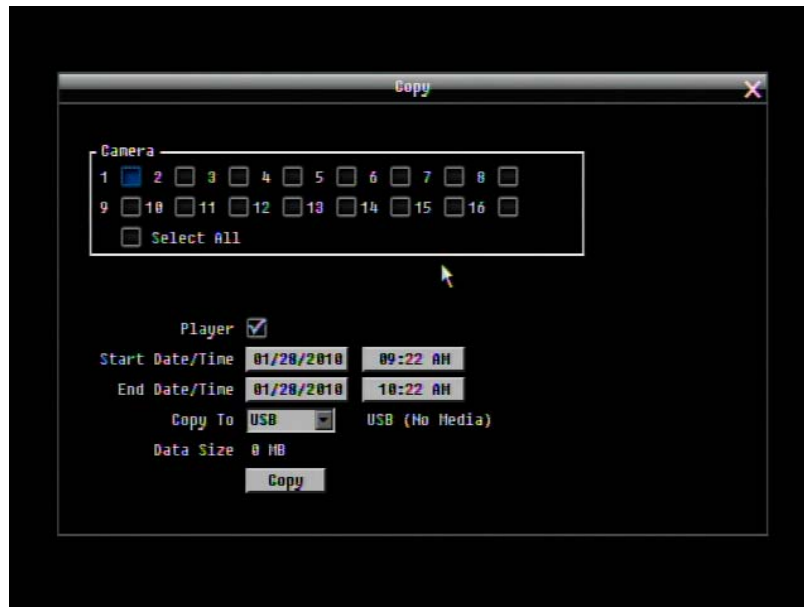 Copy
Camera
1 2 3 4 5 6 7 8
9 10 11 12 13 14 15 16
Select All
Player
Start Date/Time 01/28/2010 09:22 AM
End Date/Time 01/28/2010 10:22 AM
Copy To USB USB (No Media)
Data Size 0 MB
Copy